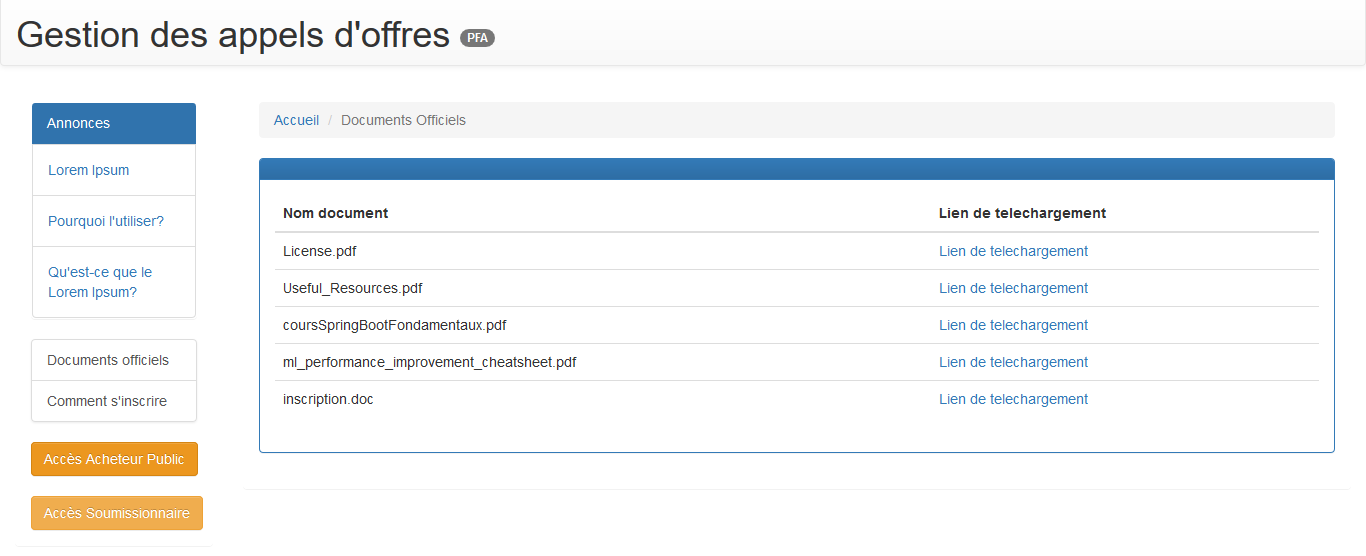 Gestion des appels d'offres PFA
Annonces
Lorem Ipsum
Pourquoi l'utiliser?
Qu'est-ce que le
Lorem Ipsum?
Documents officiels
Comment s'inscrire
Accès Acheteur Public
Accès Soumissionnaire
Accueil / Documents Officiels
Nom document Lien de telechargement
License.pdf Lien de telechargement
Useful_Resources.pdf Lien de telechargement
coursSpringBootFondamentaux.pdf Lien de telechargement
ml_performance_improvement_cheatsheet.pdf Lien de telechargement
inscription.doc Lien de telechargement